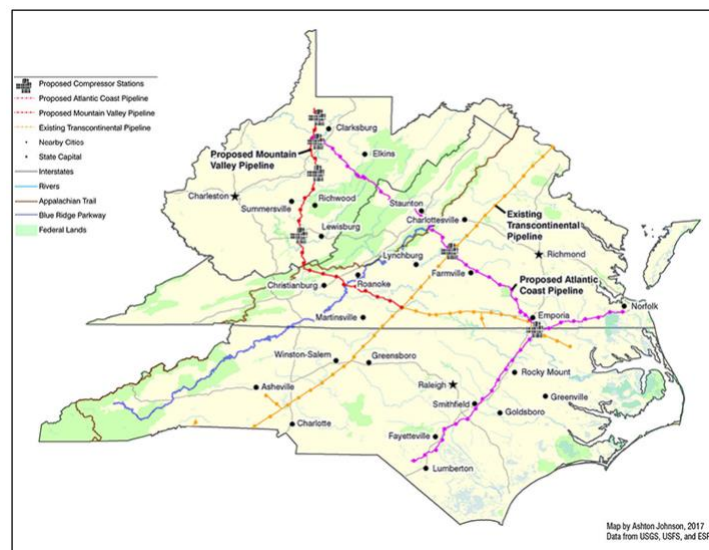 Proposed Compressor Stations
Proposed Atlantic Coast Pipeline
Proposed Mountain Valley Pipeline
Existing Transcontinental Pipeline
Nearby Cities
State Capital
Interstates
Rivers
Appalachian Trail
Blue Ridge Parkway
Federal Lands
Clarksburg
Proposed Mountain
Valley Pipeline
Elkins
Charleston
Summersville
Richwood
Staunton
Charlottesville
Existing
Transcontinental
Pipeline
Lewisburg
Lynchburg
Richmond
Farmville
Proposed Atlantic
Coast Pipeline
Christianburg
Roanoke
Norfolk
Martinsville
Emporia
Winston-Salem
Greensboro
Rocky Mount
Asheville
Raleigh
Greenville
Smithfield
Goldsboro
Charlotte
Fayetteville
Lumberton
Map by Ashton Johnson, 2017
Data from USGS, USFS, and ESR